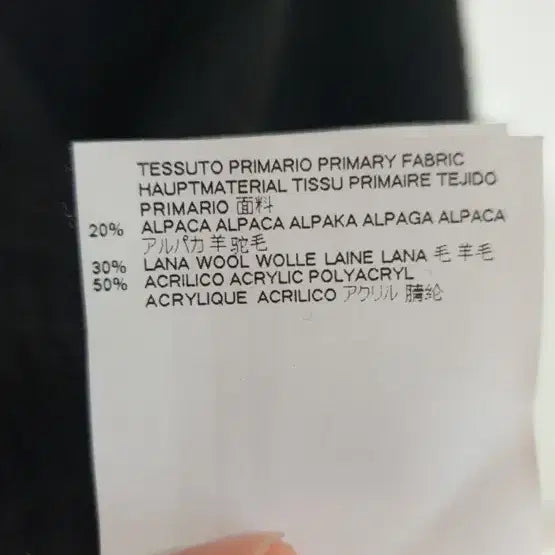 TESSUTO PRIMARIO PRIMARY FABRIC
HAUPTMATERIAL TISSU PRIMAIRE TEJIDO
PRIMARIO 面料
20% ALPACA ALPACA ALPAKA ALPAGA ALPACA
アルパカ 羊驼毛
30% LANA WOOL WOLLE LAINE LANA 毛 羊毛
50% ACRILICO ACRYLIC POLYACRYL
ACRYLIQUE ACRILICO アクリル 腈纶